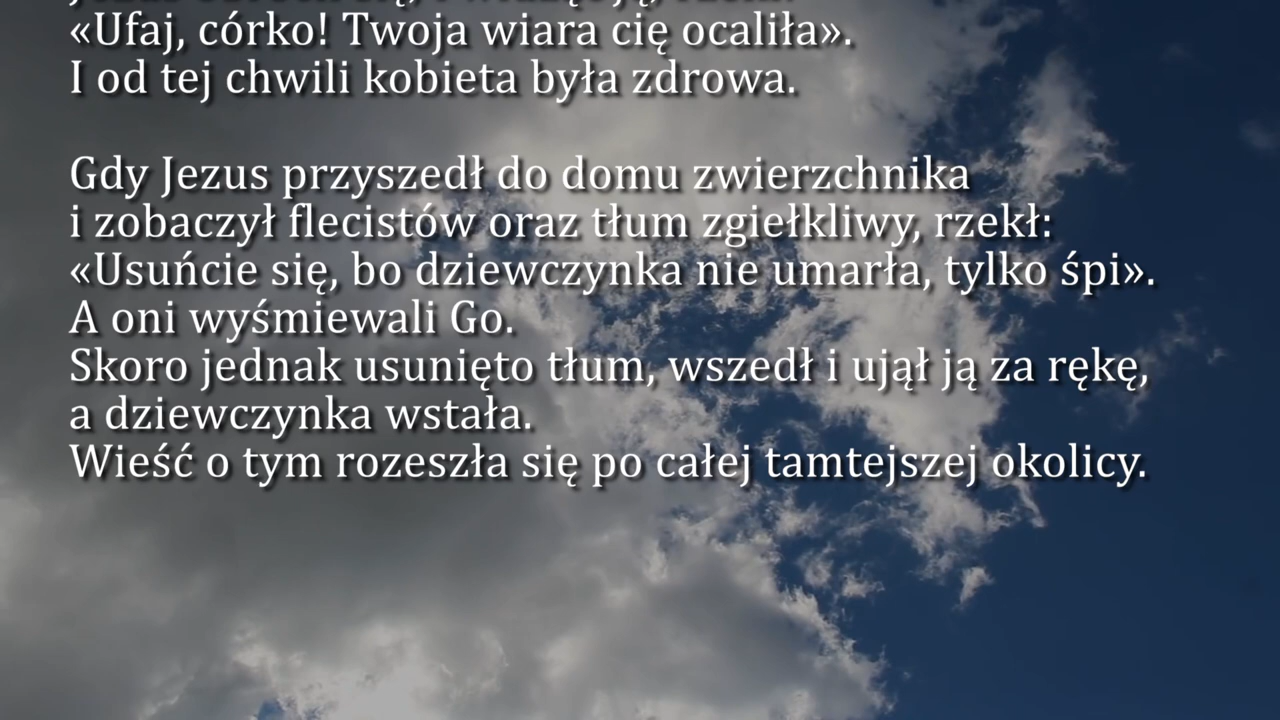 «Ufaj, córko! Twoja wiara cię ocaliła».
I od tej chwili kobieta była zdrowa.
Gdy Jezus przyszedł do domu zwierzchnika
i zobaczył flecistów oraz tłum zgiełkliwy, rzekł:
«Usuńcie się, bo dziewczynka nie umarła, tylko śpi».
A oni wyśmiewali Go.
Skoro jednak usunięto tłum, wszedł i ujął ją za rękę,
a dziewczynka wstała.
Wieść o tym rozeszła się po całej tamtejszej okolicy.